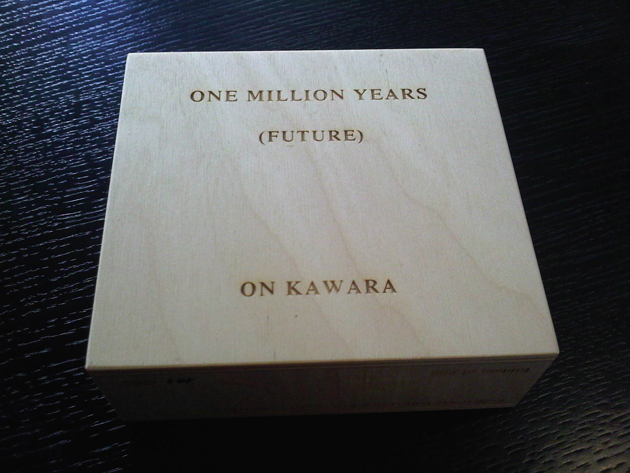 ONE MILLION YEARS
(FUTURE)
ON KAWARA